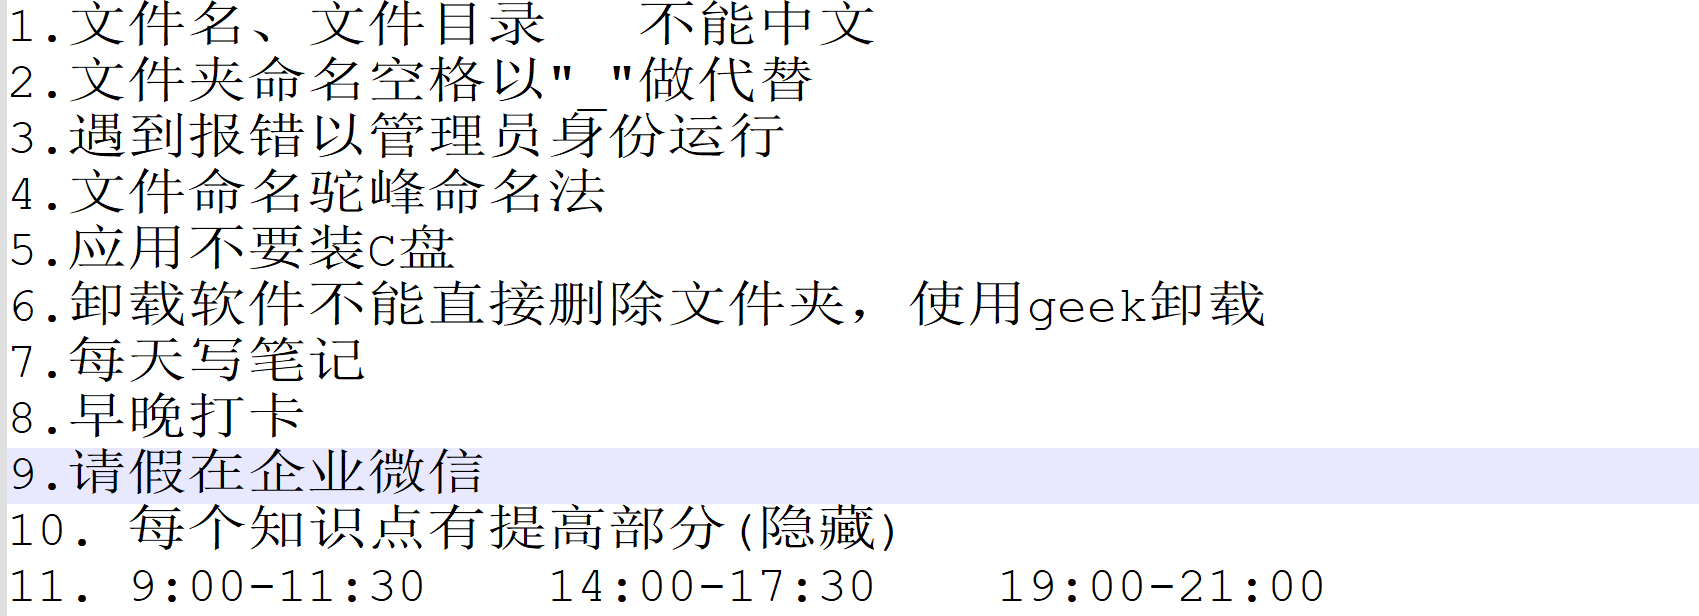 1.文件名、文件目录  不能中文
2.文件夹命名空格以"_"做代替
3.遇到报错以管理员身份运行
4.文件命名驼峰命名法
5.应用不要装C盘
6.卸载软件不能直接删除文件夹，使用geek卸载
7.每天写笔记
8.早晚打卡
9.请假在企业微信
10. 每个知识点有提高部分(隐藏)
11. 9:00-11:30    14:00-17:30    19:00-21:00